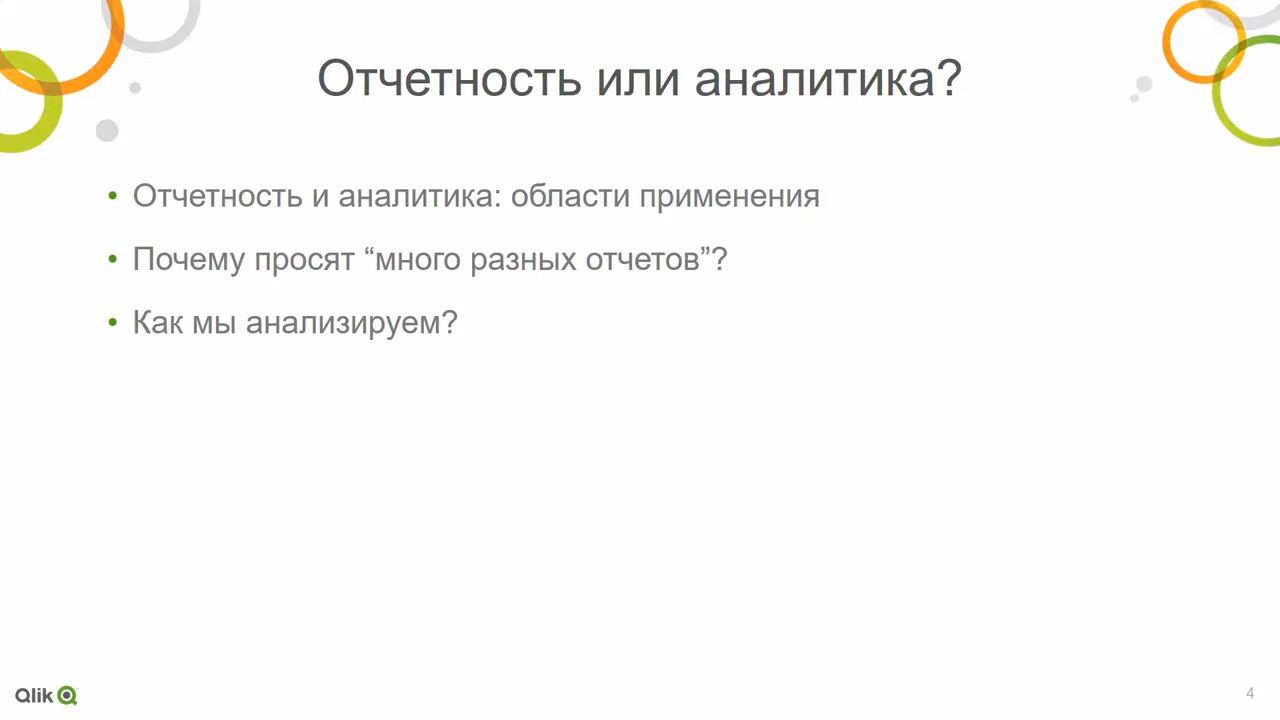 Отчетность или аналитика?
• Отчетность и аналитика: области применения
• Почему просят “много разных отчетов”?
• Как мы анализируем?
Qlik
4